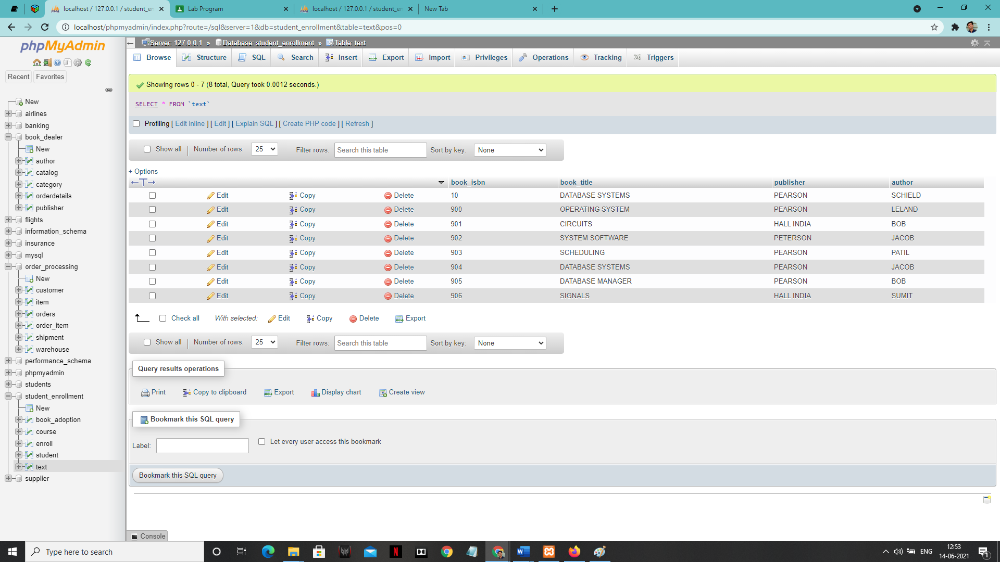 localhost / 127.0.0.1 / student_en
Lab Program
localhost / 127.0.0.1 / student_en
New Tab
localhost/phpmyadmin/index.php?route=/sql&server=1&db=student_enrollment&table=text&pos=0
phpMyAdmin
Recent Favorites
New
airlines
banking
book_dealer
New
author
catalog
category
orderdetails
publisher
flights
information_schema
insurance
mysql
order_processing
New
customer
item
orders
order_item
shipment
warehouse
performance_schema
phpmyadmin
students
student_enrollment
New
book_adoption
course
enroll
student
text
supplier
Server: 127.0.0.1 » Database: student_enrollment » Table: text
Browse Structure SQL Search Insert Export Import Privileges Operations Tracking Triggers
Showing rows 0 - 7 (8 total, Query took 0.0012 seconds.)
SELECT * FROM `text`
Profiling [ Edit inline ] [ Edit ] [ Explain SQL ] [ Create PHP code ] [ Refresh ]
Show all | Number of rows: 25 Filter rows: Search this table Sort by key: None
+ Options
book_isbn book_title publisher author
Edit Copy Delete 10 DATABASE SYSTEMS PEARSON SCHIELD
Edit Copy Delete 900 OPERATING SYSTEM PEARSON LELAND
Edit Copy Delete 901 CIRCUITS HALL INDIA BOB
Edit Copy Delete 902 SYSTEM SOFTWARE PETERSON JACOB
Edit Copy Delete 903 SCHEDULING PEARSON PATIL
Edit Copy Delete 904 DATABASE SYSTEMS PEARSON JACOB
Edit Copy Delete 905 DATABASE MANAGER PEARSON BOB
Edit Copy Delete 906 SIGNALS HALL INDIA SUMIT
Check all With selected: Edit Copy Delete Export
Show all | Number of rows: 25 Filter rows: Search this table Sort by key: None
Query results operations
Print Copy to clipboard Export Display chart Create view
Bookmark this SQL query
Label: Let every user access this bookmark
Bookmark this SQL query
Console
Type here to search
ENG
12:53
14-06-2021
1